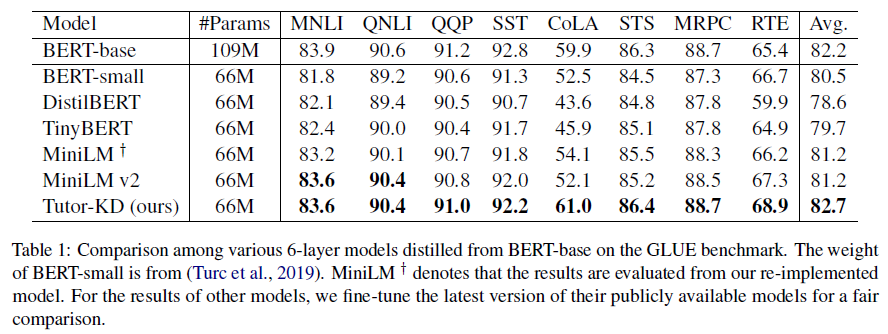 Model #Params MNLI QNLI QQP SST CoLA STS MRPC RTE Avg.
BERT-base 109M 83.9 90.6 91.2 92.8 59.9 86.3 88.7 65.4 82.2
BERT-small 66M 81.8 89.2 90.6 91.3 52.5 84.5 87.3 66.7 80.5
DistilBERT 66M 82.1 89.4 90.5 90.7 43.6 84.8 87.8 59.9 78.6
TinyBERT 66M 82.4 90.0 90.4 91.7 45.9 85.1 87.8 64.9 79.7
MiniLM † 66M 83.2 90.1 90.7 91.8 54.1 85.5 88.3 66.2 81.2
MiniLM v2 66M 83.6 90.4 90.8 92.0 52.1 85.2 88.5 67.3 81.2
Tutor-KD (ours) 66M 83.6 90.4 91.0 92.2 61.0 86.4 88.7 68.9 82.7
Table 1: Comparison among various 6-layer models distilled from BERT-base on the GLUE benchmark. The weight
of BERT-small is from (Turc et al., 2019). MiniLM † denotes that the results are evaluated from our re-implemented
model. For the results of other models, we fine-tune the latest version of their publicly available models for a fair
comparison.